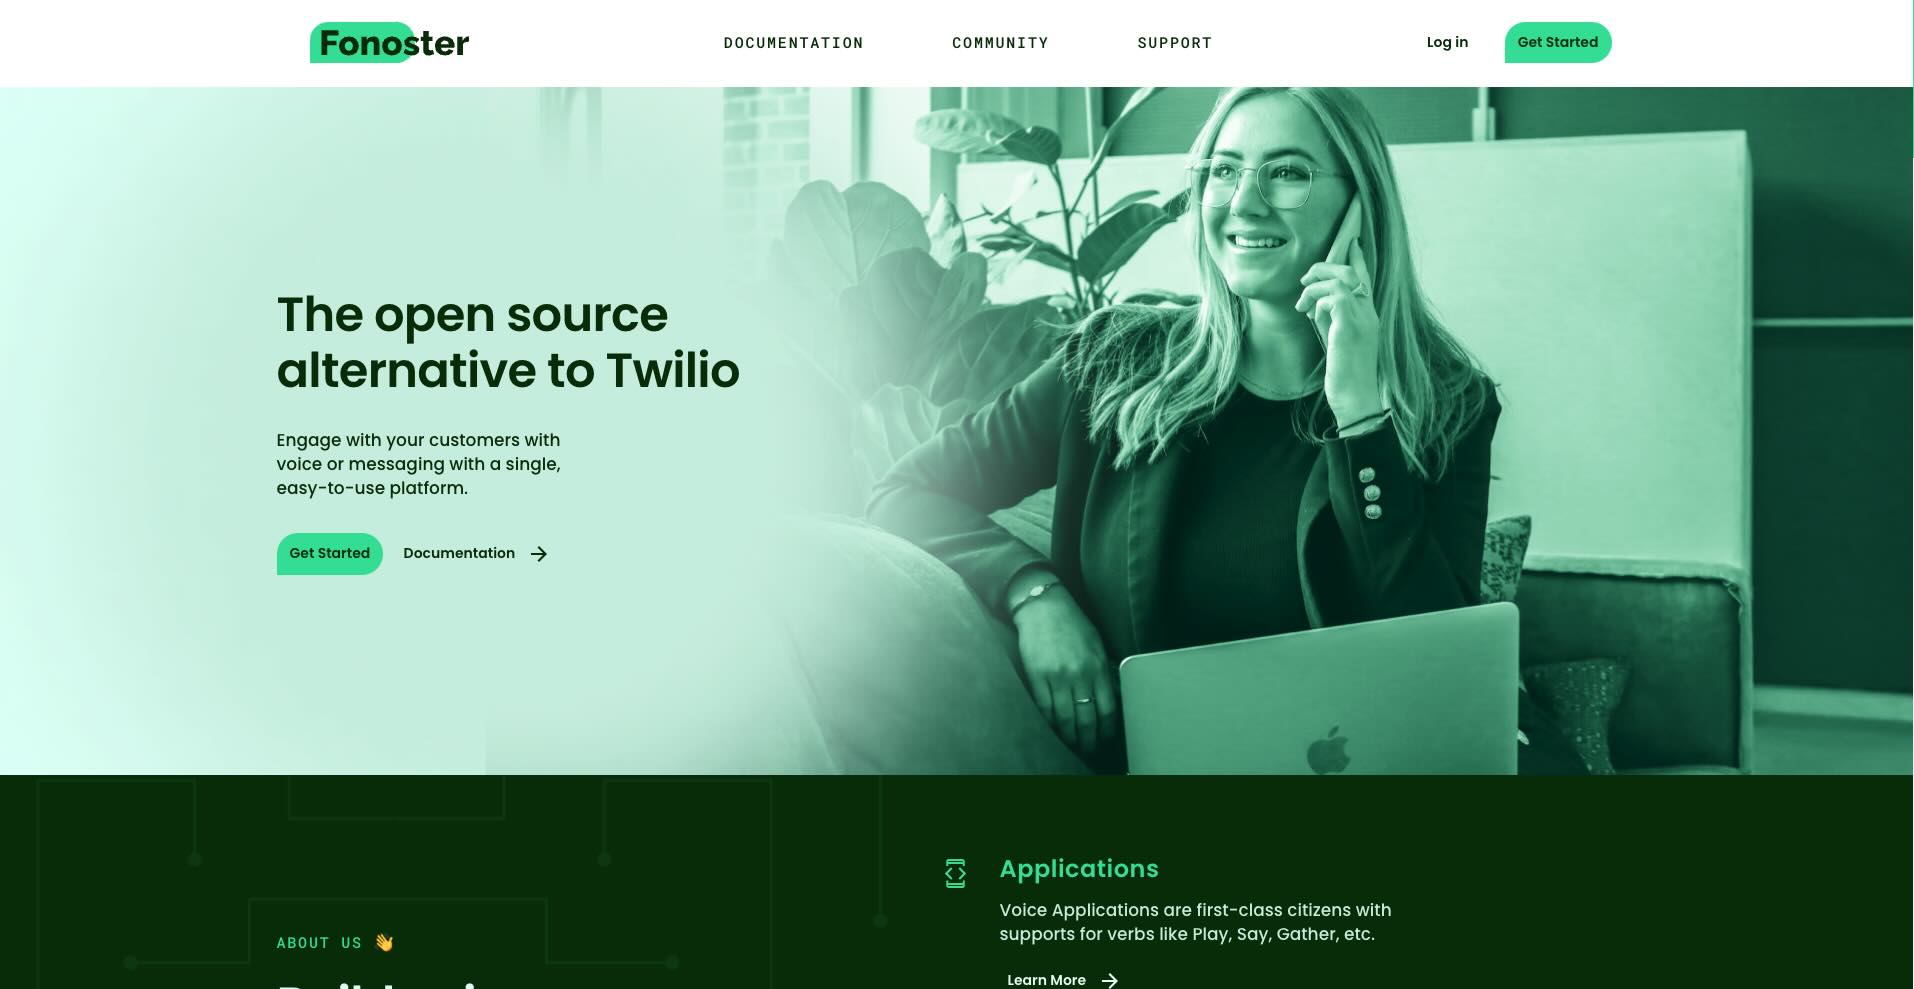 Fonoster
DOCUMENTATION
COMMUNITY
SUPPORT
Log in
Get Started
The open source
alternative to Twilio
Engage with your customers with
voice or messaging with a single,
easy-to-use platform.
Get Started
Documentation →
Applications
Voice Applications are first-class citizens with
supports for verbs like Play, Say, Gather, etc.
Learn More →
ABOUT US 👋